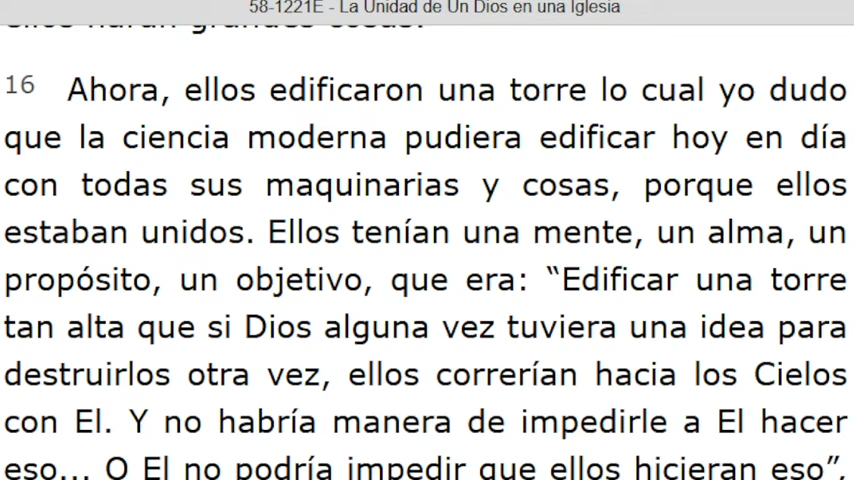 58-1221E - La Unidad de Un Dios en una Iglesia
ellos harán grandes cosas.
16 Ahora, ellos edificaron una torre lo cual yo dudo
que la ciencia moderna pudiera edificar hoy en día
con todas sus maquinarias y cosas, porque ellos
estaban unidos. Ellos tenían una mente, un alma, un
propósito, un objetivo, que era: “Edificar una torre
tan alta que si Dios alguna vez tuviera una idea para
destruirlos otra vez, ellos correrían hacia los Cielos
con El. Y no habría manera de impedirle a El hacer
eso... O El no podría impedir que ellos hicieran eso”,